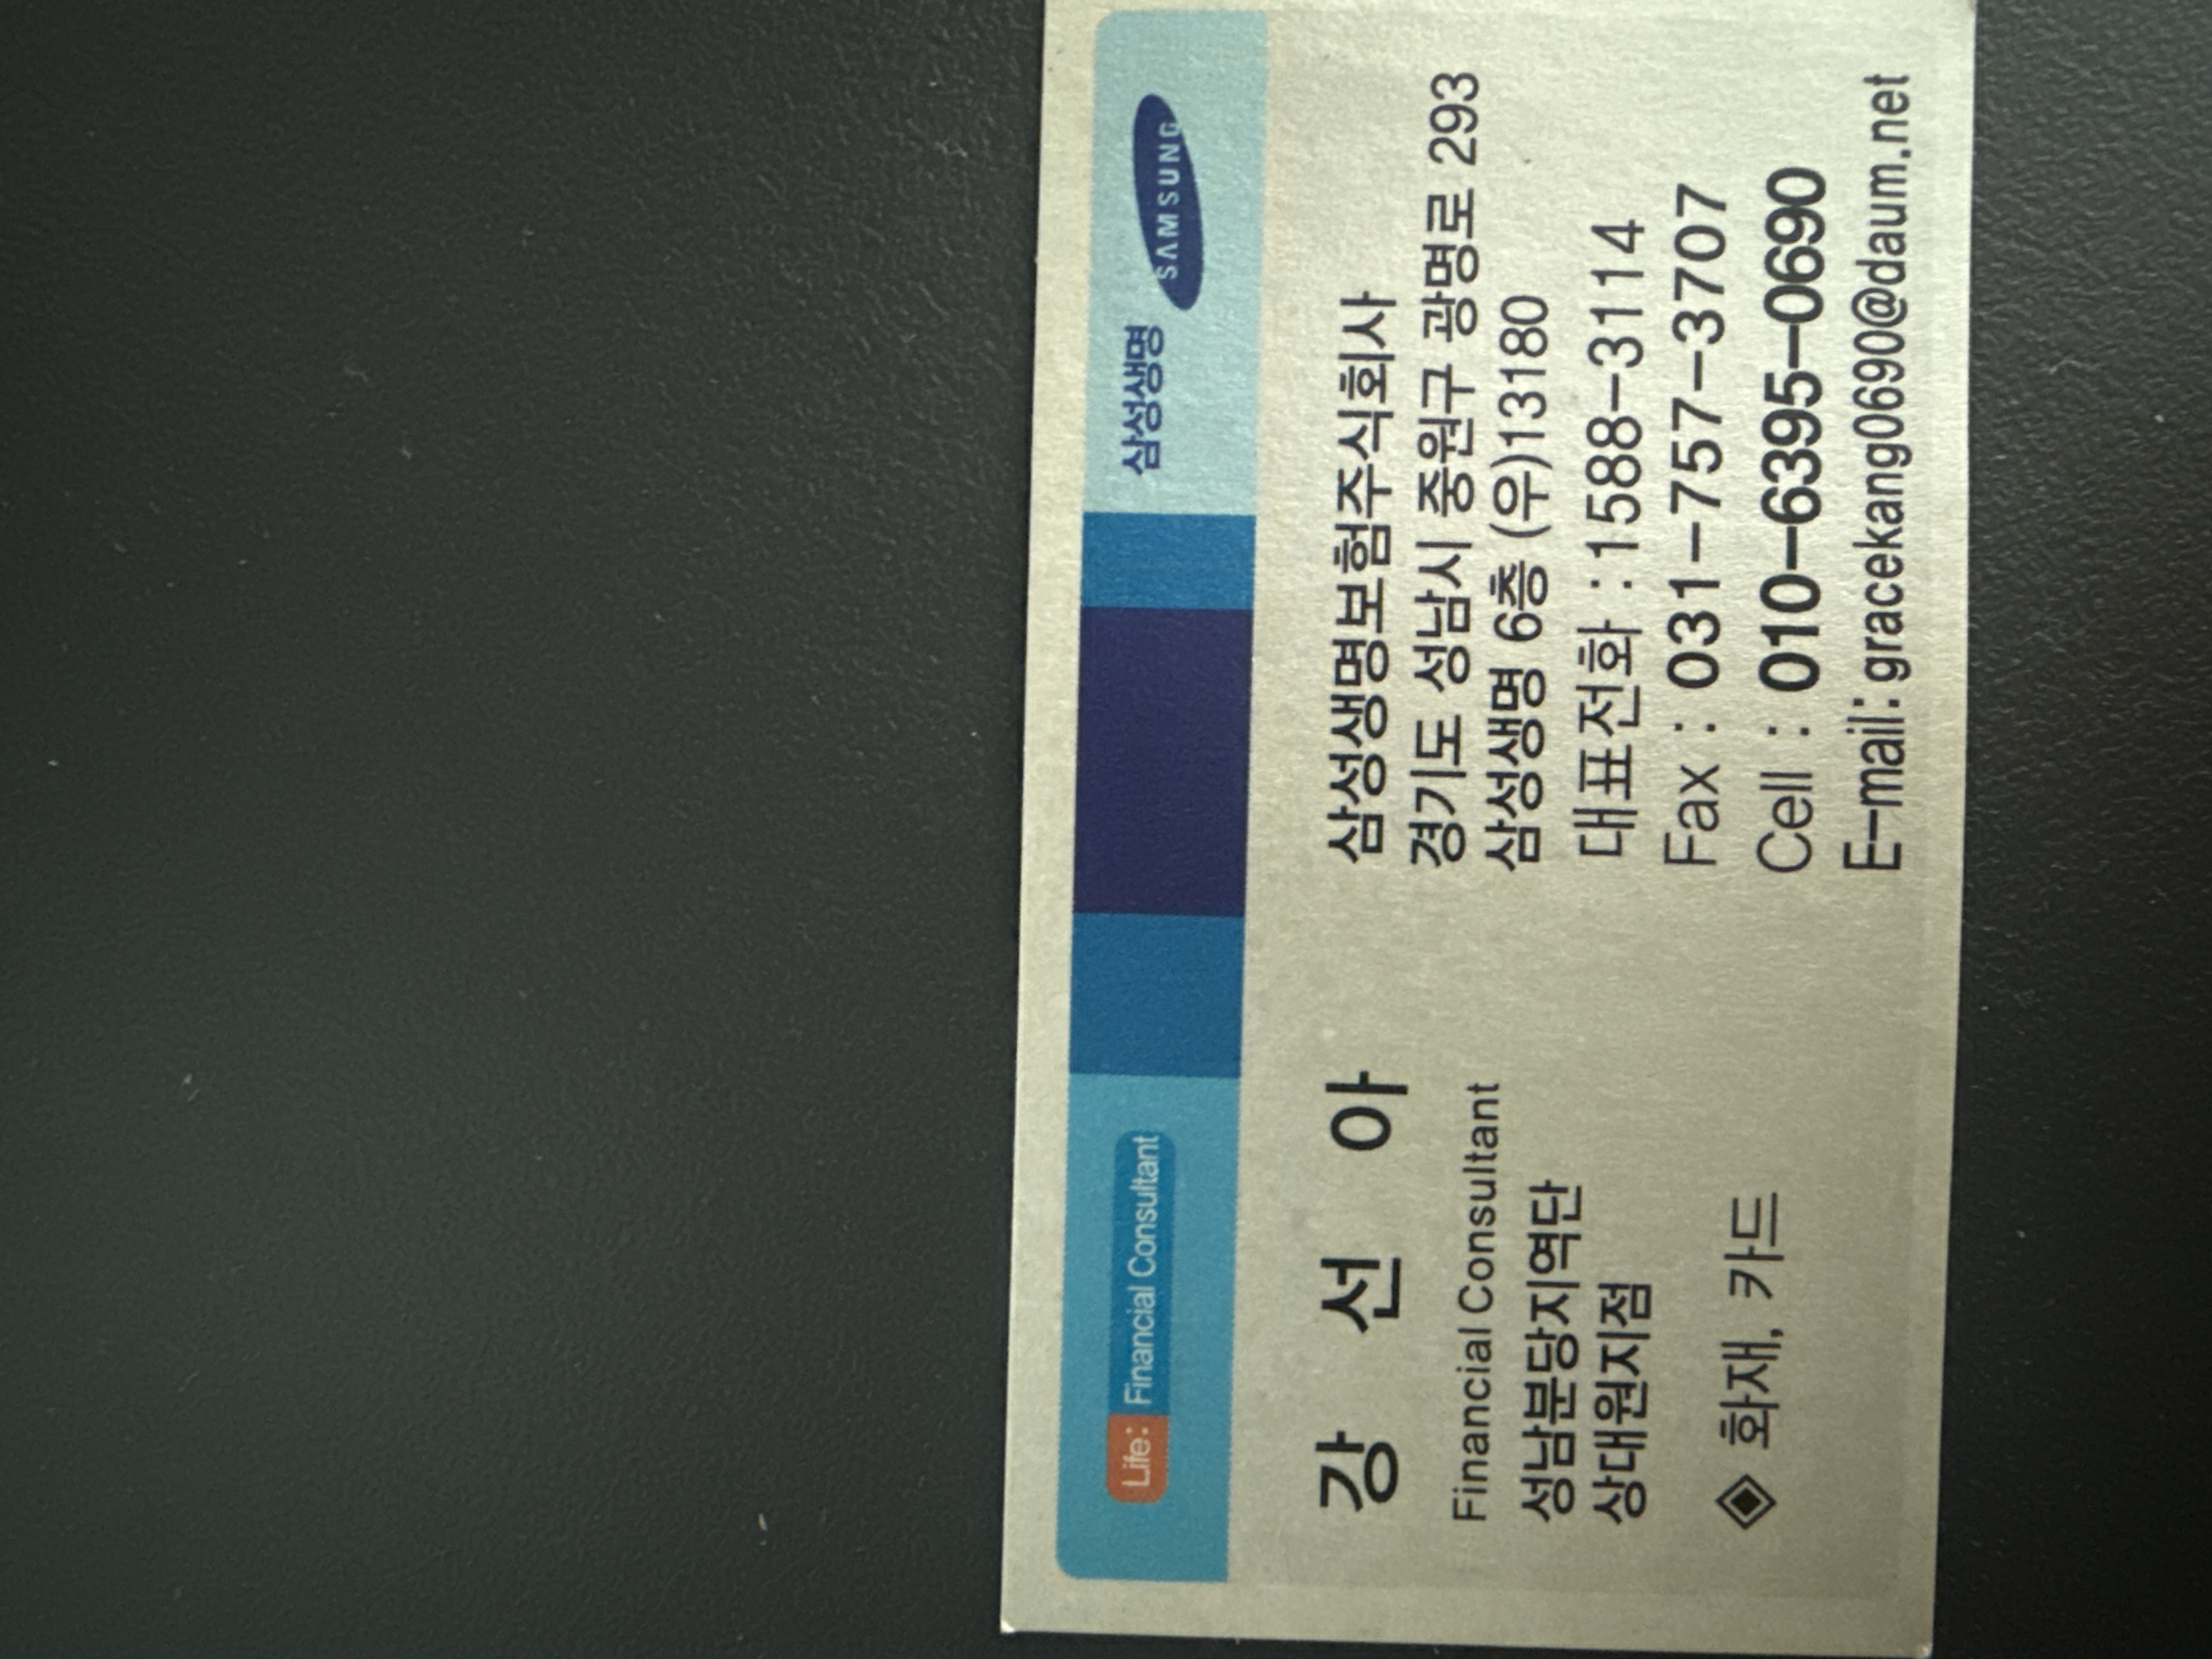 Life: Financial Consultant
삼성생명 SAMSUNG
강 선 아
Financial Consultant
성남분당지역단
상대원지점
◈ 화재, 카드
삼성생명보험주식회사
경기도 성남시 중원구 광명로 293
삼성생명 6층 (우)13180
대표전화 : 1588-3114
Fax : 031-757-3707
Cell : 010-6395-0690
E-mail: gracekang0690@daum.net